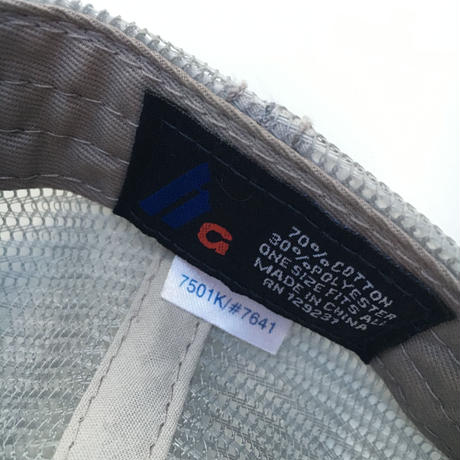 70% COTTON
30% POLYESTER
ONE SIZE FITS ALL
MADE IN CHINA
RN 129237
7501K/#7641